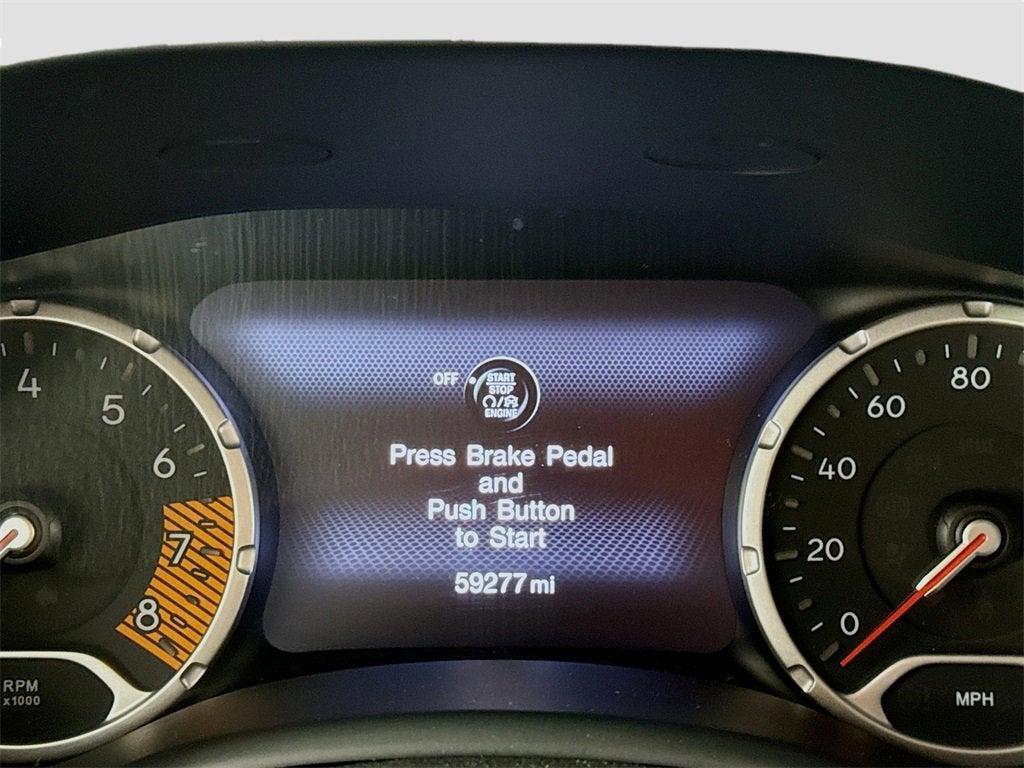 OFF
START
STOP
ENGINE
Press Brake Pedal
and
Push Button
to Start
59277 mi
4
5
6
7
8
RPM
x1000
80
60
40
20
0
MPH